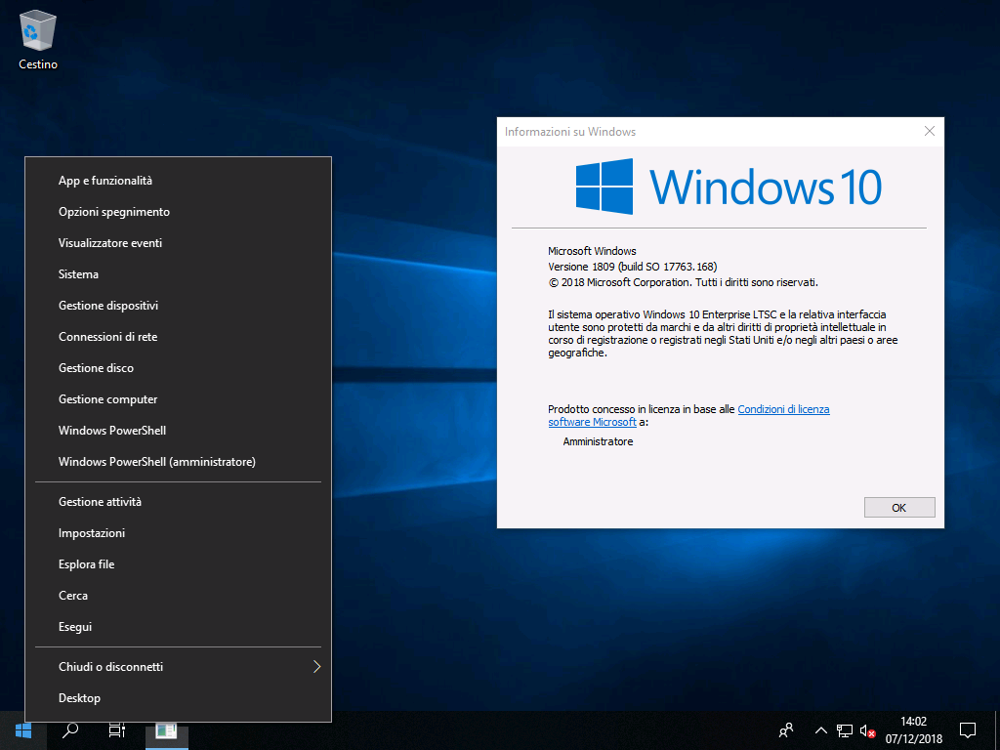 Cestino
App e funzionalità
Opzioni spegnimento
Visualizzatore eventi
Sistema
Gestione dispositivi
Connessioni di rete
Gestione disco
Gestione computer
Windows PowerShell
Windows PowerShell (amministratore)
Gestione attività
Impostazioni
Esplora file
Cerca
Esegui
Chiudi o disconnetti
Desktop
Informazioni su Windows
Windows 10
Microsoft Windows
Versione 1809 (build SO 17763.168)
© 2018 Microsoft Corporation. Tutti i diritti sono riservati.
Il sistema operativo Windows 10 Enterprise LTSC e la relativa interfaccia
utente sono protetti da marchi e da altri diritti di proprietà intellettuale in
corso di registrazione o registrati negli Stati Uniti e/o negli altri paesi o aree
geografiche.
Prodotto concesso in licenza in base alle Condizioni di licenza
software Microsoft a:
Amministratore
OK
14:02
07/12/2018